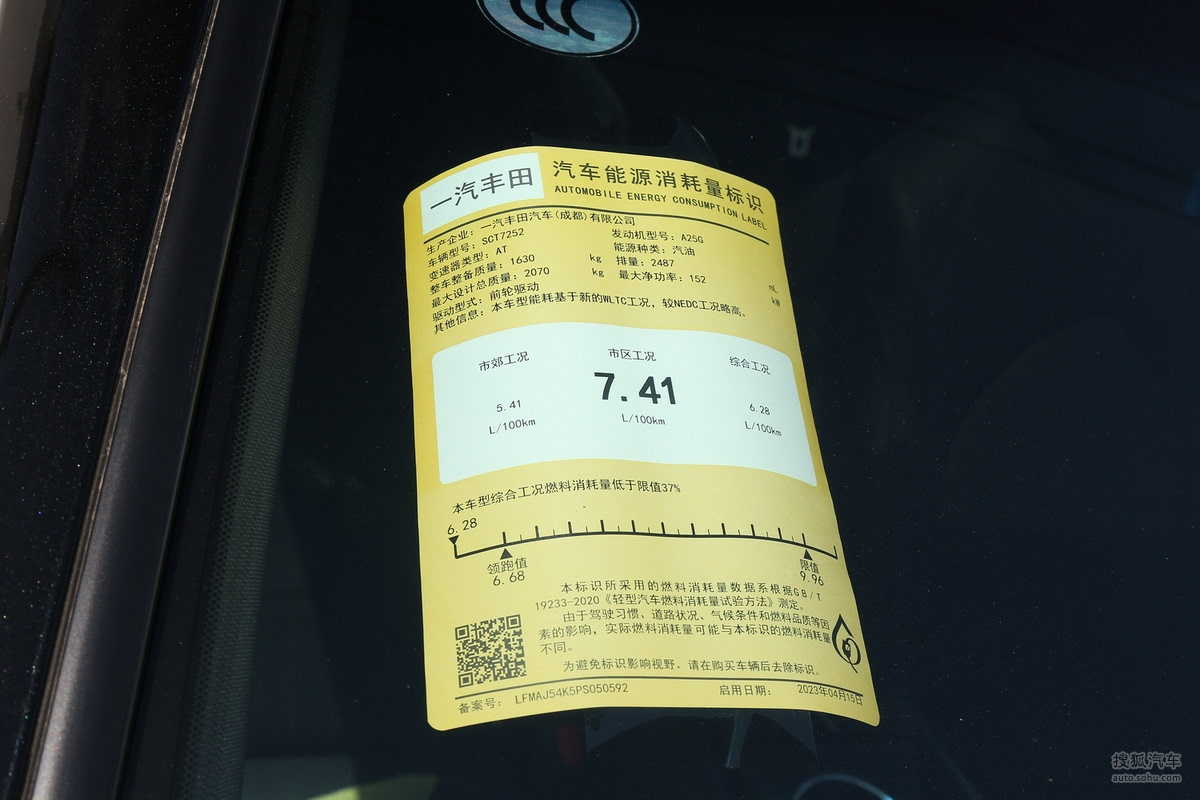 一汽丰田
汽车能源消耗量标识
AUTOMOBILE ENERGY CONSUMPTION LABEL
生产企业：一汽丰田汽车(成都)有限公司
车辆型号：SCT7252 发动机型号：A25G
变速器类型：AT 能源种类：汽油
整车整备质量：1630 kg 排量：2487 mL
最大设计总质量：2070 kg 最大净功率：152 kW
驱动型式：前轮驱动
其他信息：本车型能耗基于新的WLTC工况，较NEDC工况略高。
市郊工况 市区工况 综合工况
5.41 7.41 6.28
L/100km L/100km L/100km
本车型综合工况燃料消耗量低于限值37%
6.28
领跑值 限值
6.68 9.96
本标识所采用的燃料消耗量数据系根据GB/T
19233-2020《轻型汽车燃料消耗量试验方法》测定。
由于驾驶习惯、道路状况、气候条件和燃料品质等因
素的影响，实际燃料消耗量可能与本标识的燃料消耗量
不同。
为避免标识影响视野，请在购买车辆后去除标识。
备案号：LFMAJ54K5PS050592 启用日期：2023年04月15日
搜狐汽车
auto.sohu.com